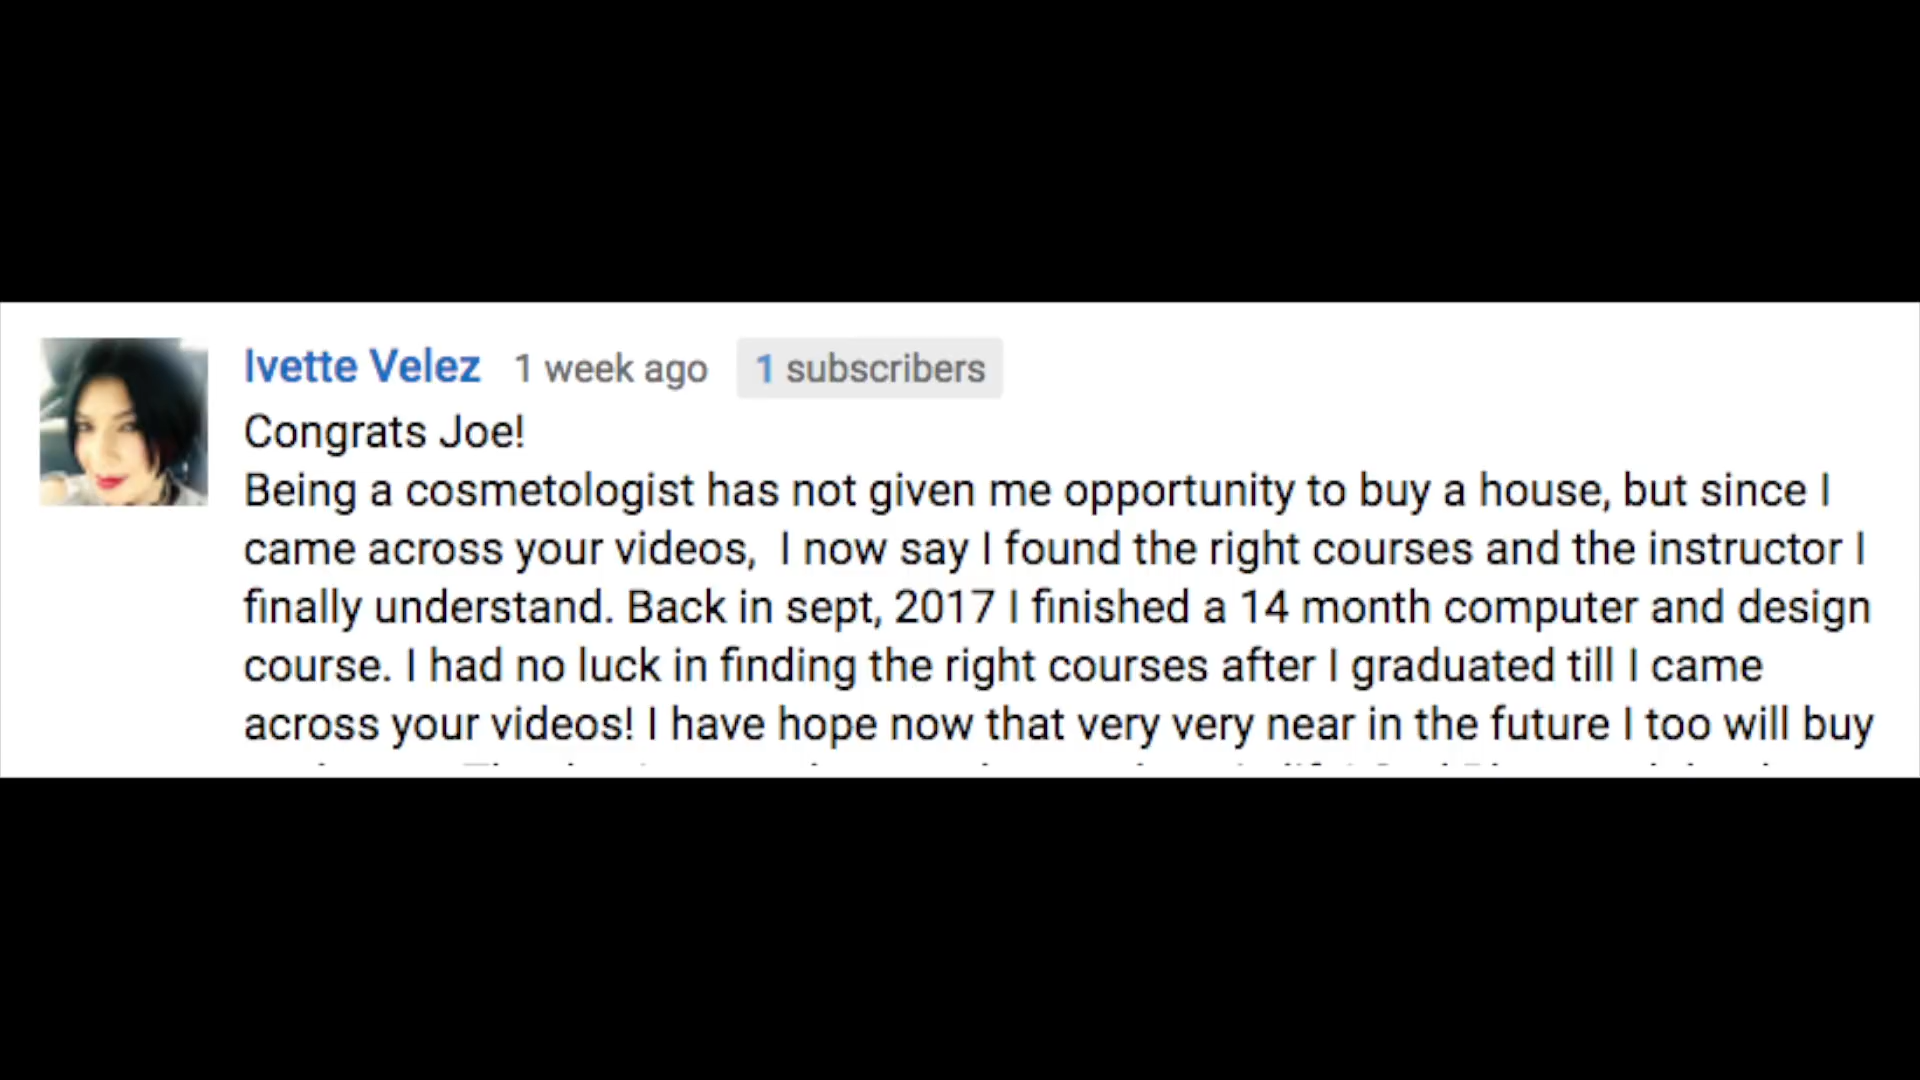 Ivette Velez 1 week ago 1 subscribers
Congrats Joe!
Being a cosmetologist has not given me opportunity to buy a house, but since I
came across your videos,  I now say I found the right courses and the instructor I
finally understand. Back in sept, 2017 I finished a 14 month computer and design
course. I had no luck in finding the right courses after I graduated till I came
across your videos! I have hope now that very very near in the future I too will buy